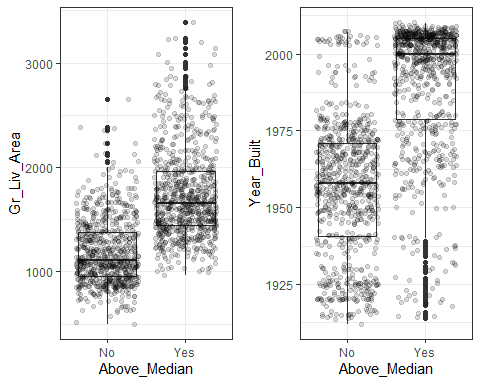 Gr_Liv_Area
3000
2000
1000
No Yes
Above_Median
Year_Built
2000
1975
1950
1925
No Yes
Above_Median